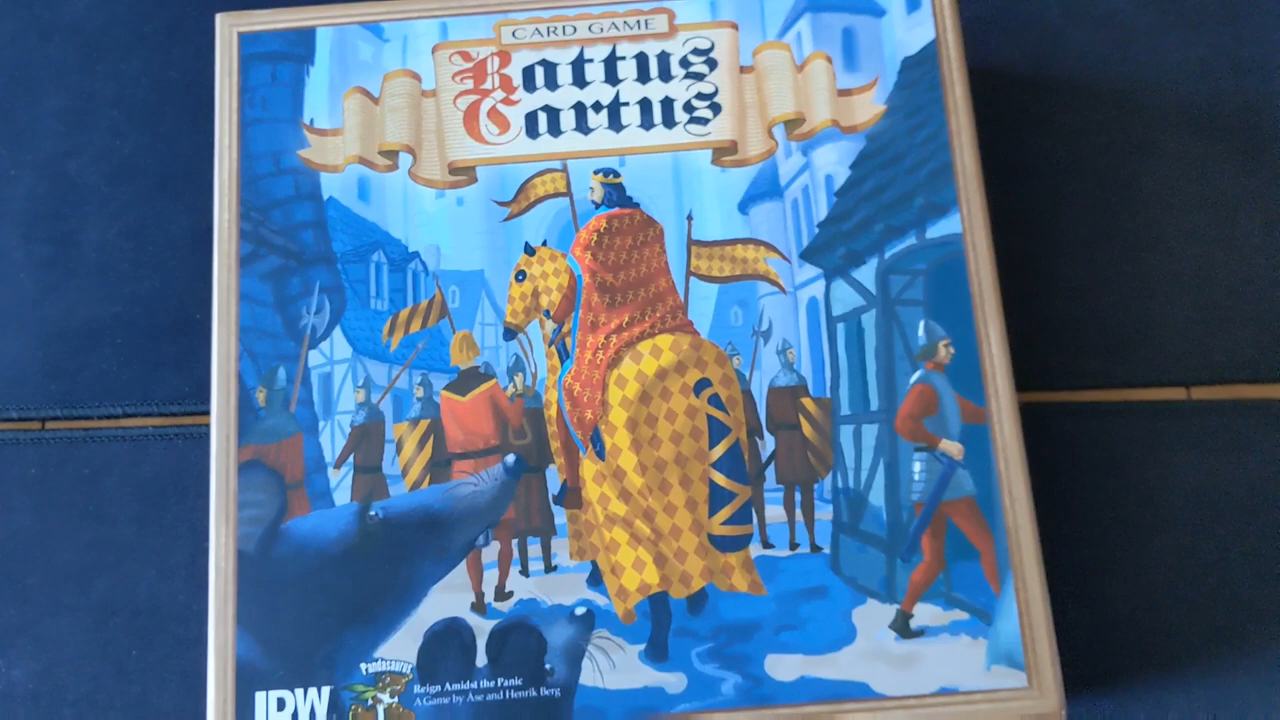 CARD GAME
Rattus
Cartus
Pandasaurus
Reign Amidst the Panic
A Game by Åse and Henrik Berg
IDW